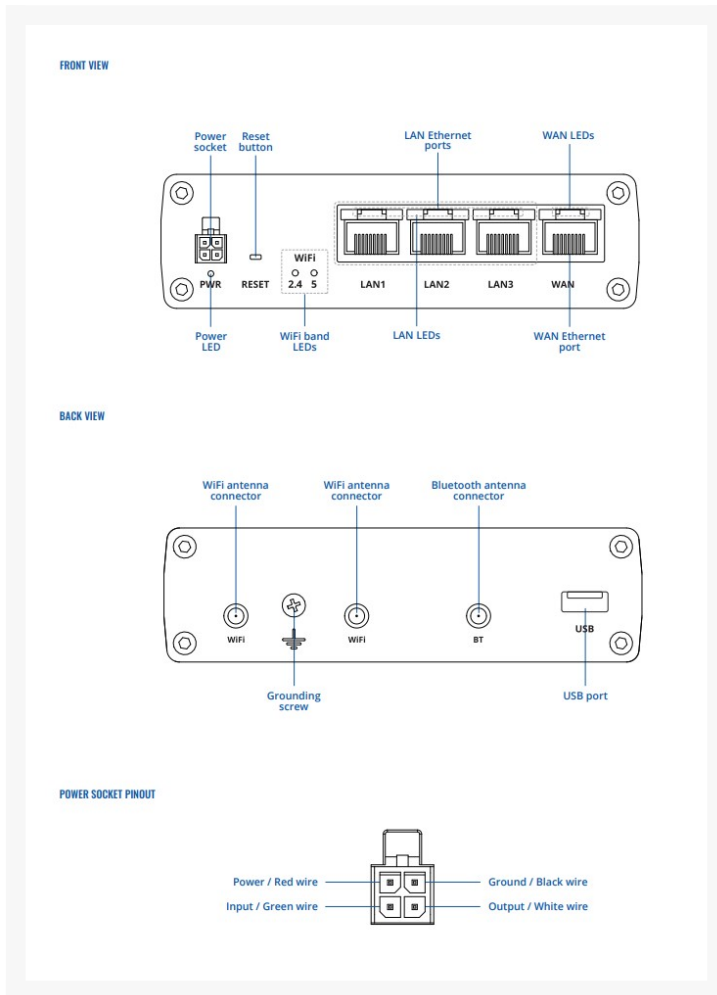 FRONT VIEW
Power socket
Reset button
LAN Ethernet ports
WAN LEDs
WiFi
PWR RESET 2.4 5 LAN1 LAN2 LAN3 WAN
Power LED
WiFi band LEDs
LAN LEDs
WAN Ethernet port
BACK VIEW
WiFi antenna connector
WiFi antenna connector
Bluetooth antenna connector
USB
WiFi WiFi BT
Grounding screw
USB port
POWER SOCKET PINOUT
Power / Red wire
Ground / Black wire
Input / Green wire
Output / White wire